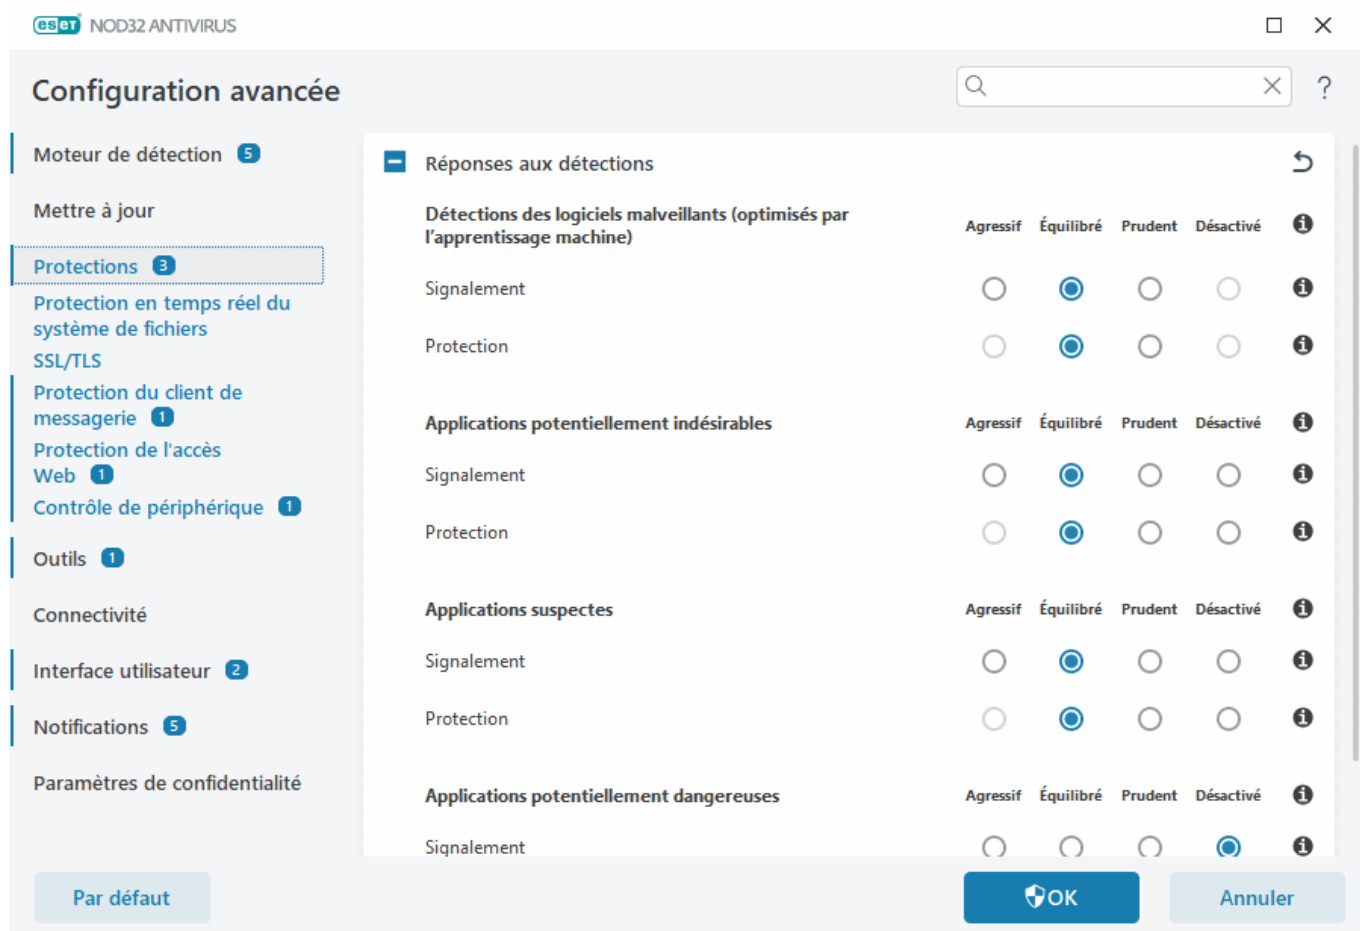 eset NOD32 ANTIVIRUS
Configuration avancée
?
Moteur de détection 5
Mettre à jour
Protections 3
Protection en temps réel du
système de fichiers
SSL/TLS
Protection du client de
messagerie 1
Protection de l'accès
Web 1
Contrôle de périphérique 1
Outils 1
Connectivité
Interface utilisateur 2
Notifications 5
Paramètres de confidentialité
Réponses aux détections
Détections des logiciels malveillants (optimisés par
l'apprentissage machine)
Agressif Équilibré Prudent Désactivé
Signalement
Protection
Applications potentiellement indésirables Agressif Équilibré Prudent Désactivé
Signalement
Protection
Applications suspectes Agressif Équilibré Prudent Désactivé
Signalement
Protection
Applications potentiellement dangereuses Agressif Équilibré Prudent Désactivé
Signalement
Par défaut
OK
Annuler